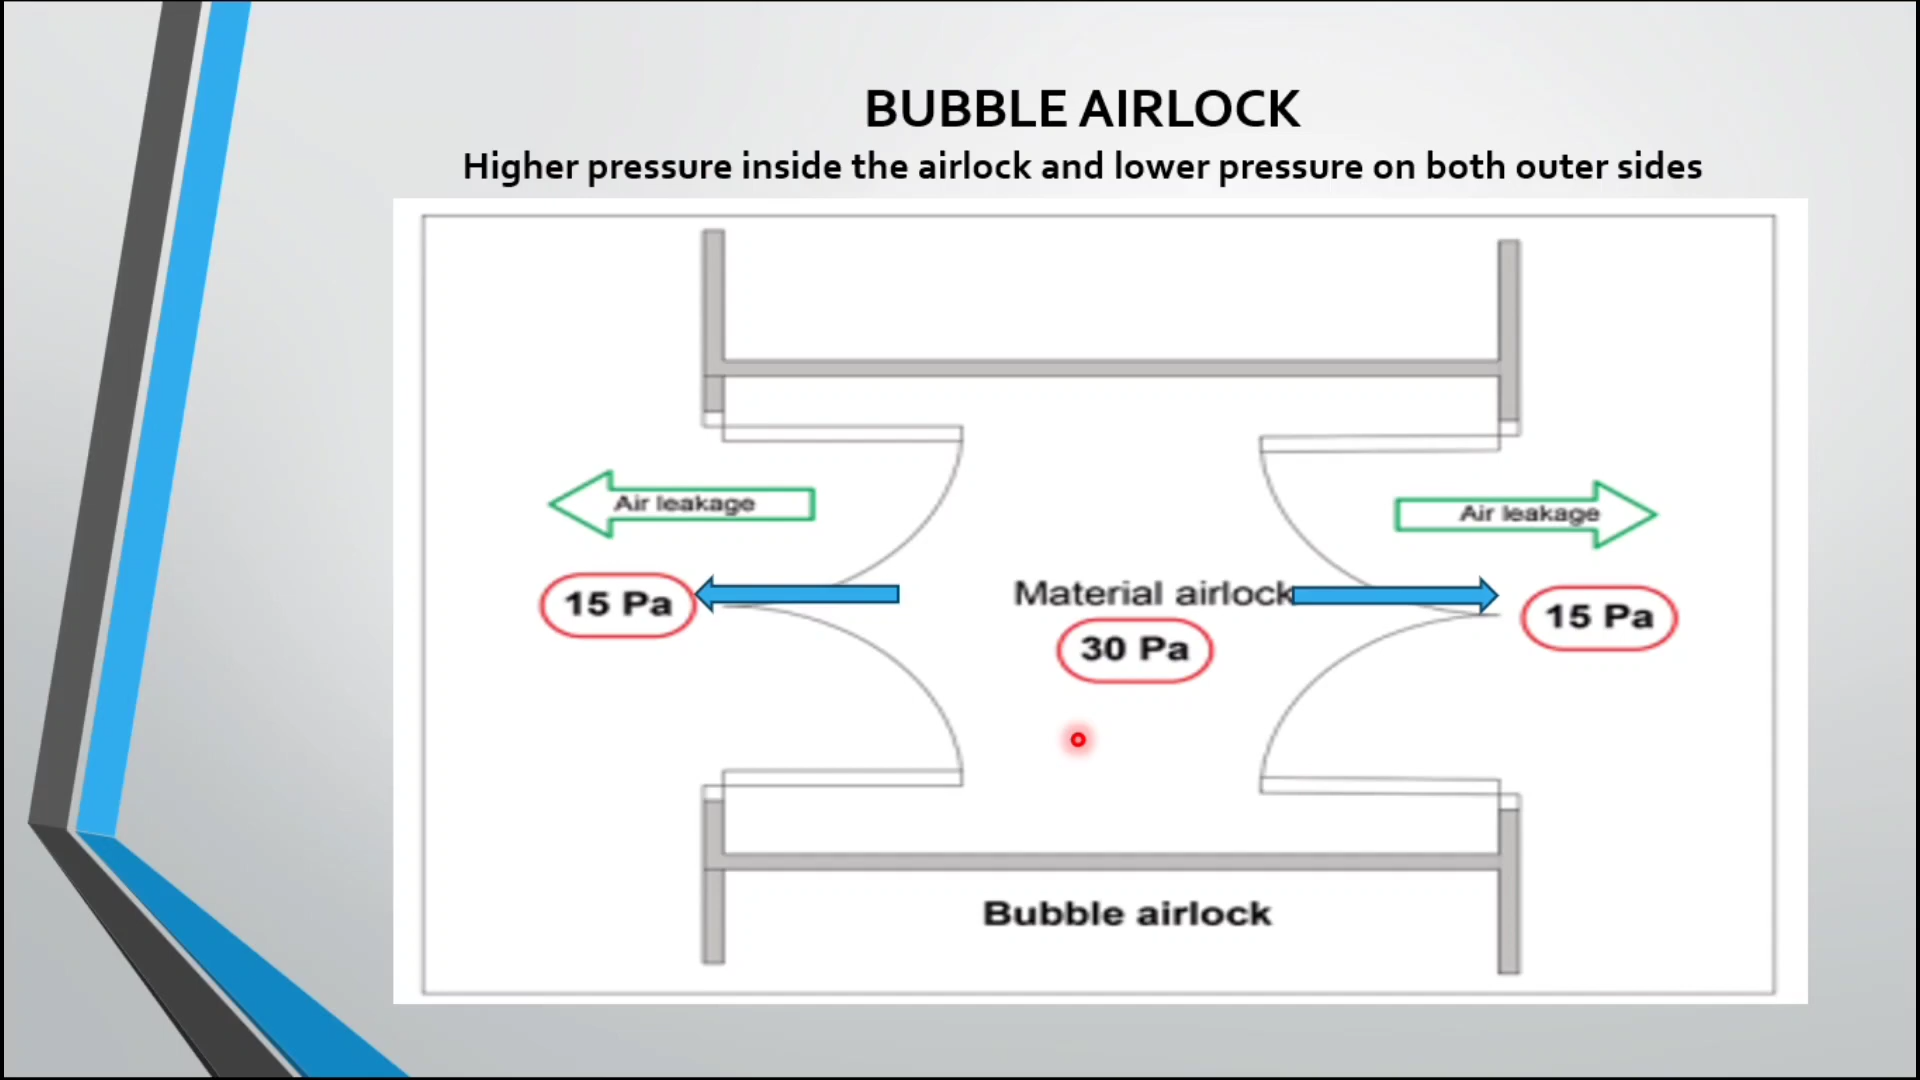 BUBBLE AIRLOCK
Higher pressure inside the airlock and lower pressure on both outer sides
Air leakage
Air leakage
15 Pa
Material airlock
15 Pa
30 Pa
Bubble airlock